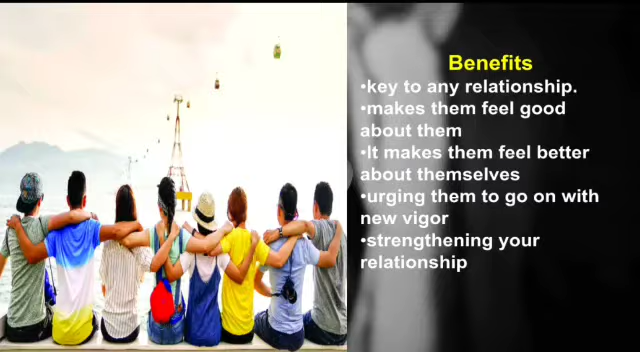 Benefits
•key to any relationship.
•makes them feel good
about them
•It makes them feel better
about themselves
•urging them to go on with
new vigor
•strengthening your
relationship